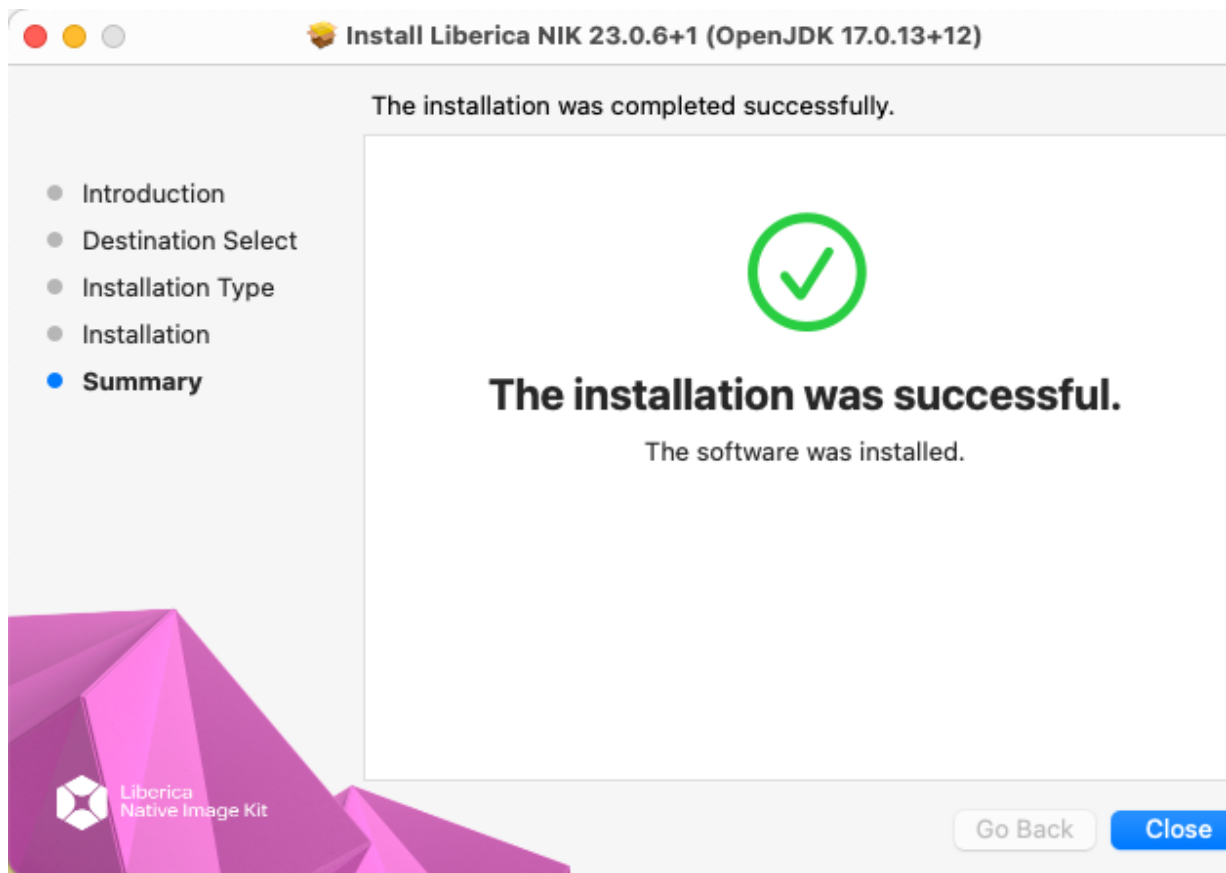 Install Liberica NIK 23.0.6+1 (OpenJDK 17.0.13+12)
The installation was completed successfully.
Introduction
Destination Select
Installation Type
Installation
Summary
The installation was successful.
The software was installed.
Liberica
Native Image Kit
Go Back
Close